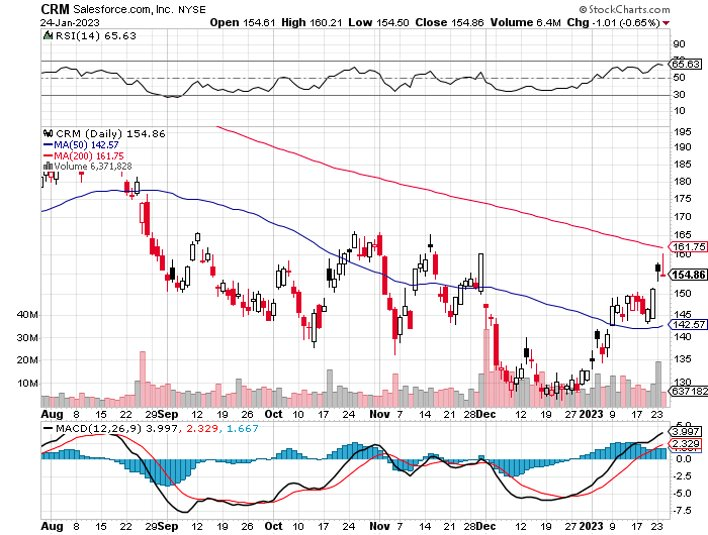 CRM Salesforce.com, Inc. NYSE © StockCharts.com
24-Jan-2023 Open 154.61 High 160.21 Low 154.50 Close 154.86 Volume 6.4M Chg -1.01 (-0.65%)
RSI(14) 65.63
90
65.63
50
30
10
CRM (Daily) 154.86
MA(50) 142.57
MA(200) 161.75
Volume 6,371,828
195
190
185
180
175
170
165
161.75
160
154.86
150
145
142.57
140
135
130
637182
40M
30M
20M
10M
Aug 8 15 22 29 Sep 12 19 26 Oct 10 17 24 Nov 7 14 21 28 Dec 12 19 27 2023 9 17 23
MACD(12,26,9) 3.997, 2.329, 1.667
3.997
2.329
0.0
-2.5
-5.0
-7.5
Aug 8 15 22 29 Sep 12 19 26 Oct 10 17 24 Nov 7 14 21 28 Dec 12 19 27 2023 9 17 23